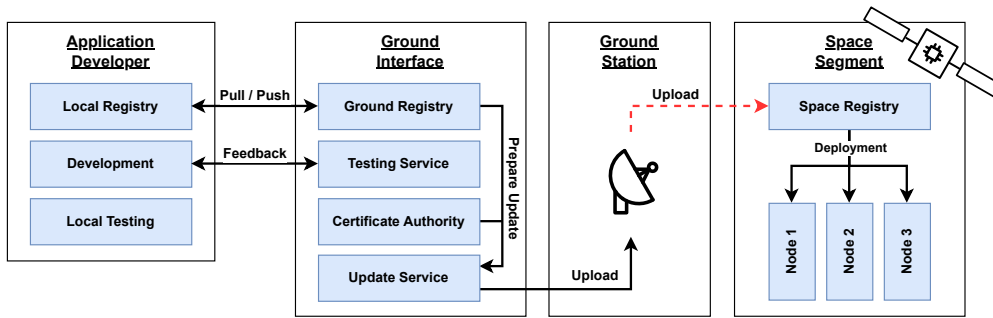 Application
Developer
Local Registry
Development
Local Testing
Pull / Push
Feedback
Ground
Interface
Ground Registry
Testing Service
Certificate Authority
Update Service
Prepare Update
Upload
Ground
Station
Upload
Space
Segment
Space Registry
Deployment
Node 1
Node 2
Node 3